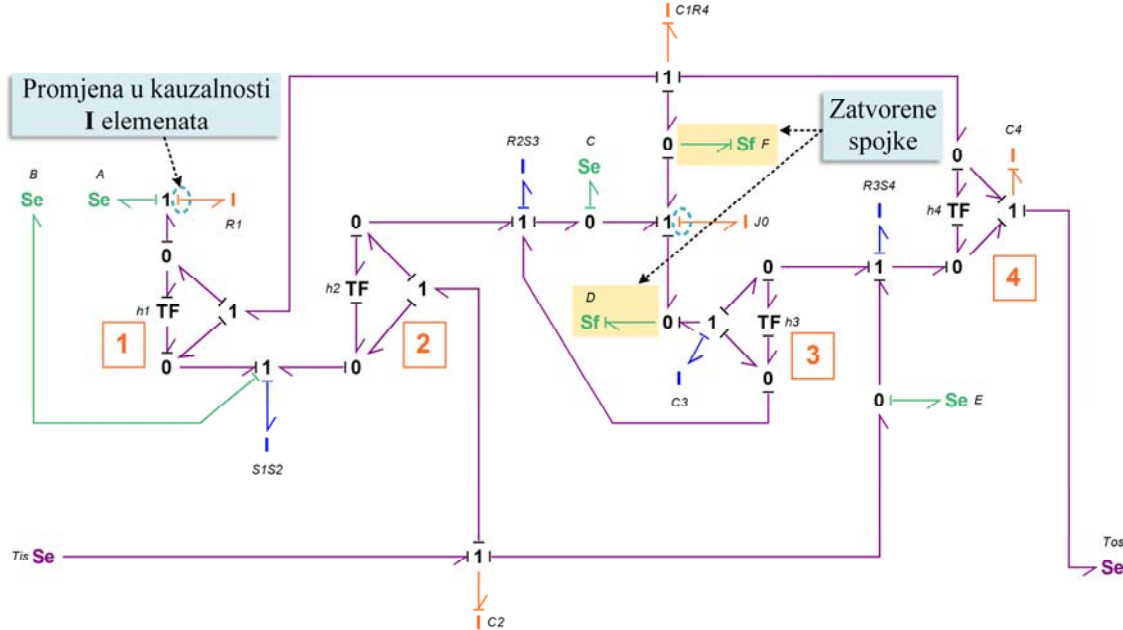 C1R4
Promjena u kauzalnosti
I elemenata
Zatvorene
spojke
I
1
R2S3
C
I
Se
0
Sf F
C4
I
B
A
Se
Se
1
I
R1
0
R3S4
I
0
h4 TF
1
0
1
0
1
I J0
0
h1 TF
1
h2 TF
1
D
Sf
0
1
0
TF h3
1
0
4
1
2
3
0
1
0
I
C3
0
0
Se E
I
S1S2
Tis Se
1
Tos
Se
I C2